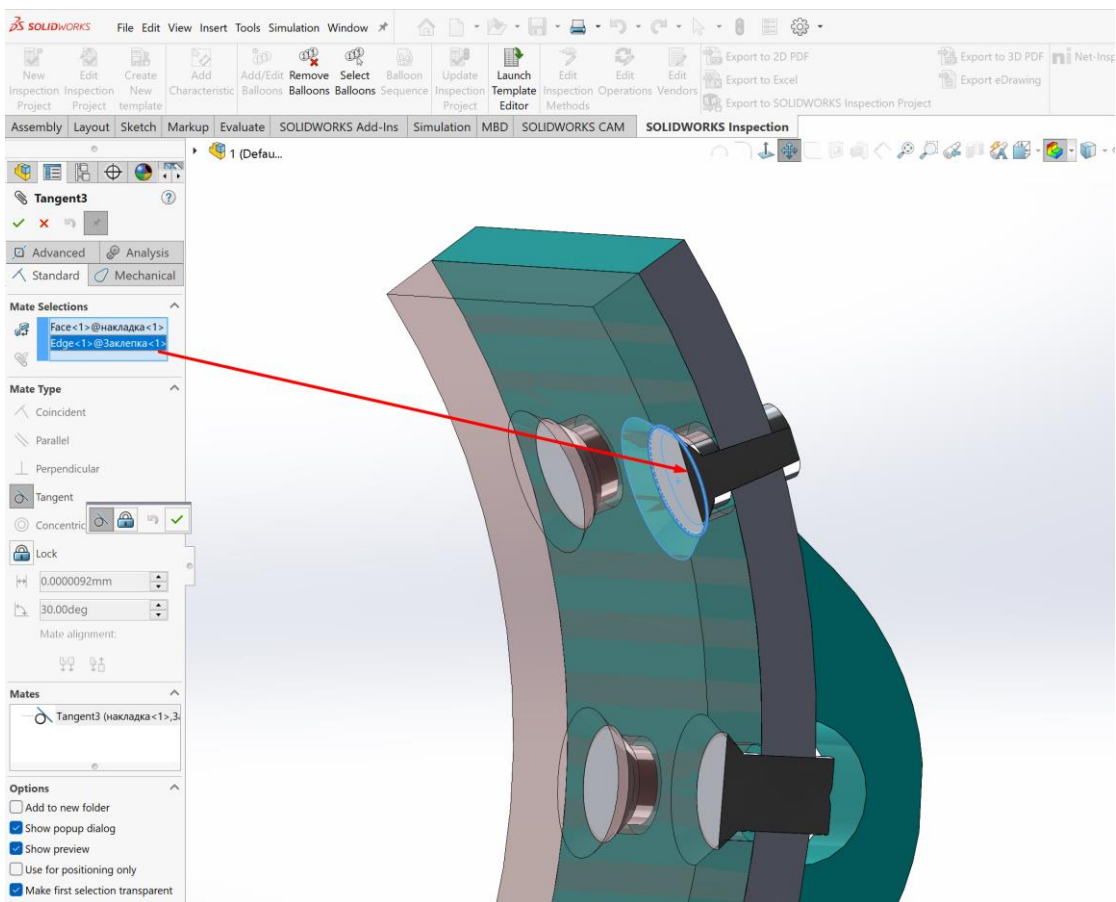 SOLIDWORKS File Edit View Insert Tools Simulation Window
New Inspection Project
Edit Inspection Project
Create New template
Add Characteristic
Add/Edit Balloons
Remove Balloons
Select Balloons
Balloon Sequence
Update Inspection Project
Launch Template Editor
Edit Inspection Methods
Edit Operations
Edit Vendors
Export to 2D PDF
Export to Excel
Export to SOLIDWORKS Inspection Project
Export to 3D PDF
Export eDrawing
Net-Insp
Assembly Layout Sketch Markup Evaluate SOLIDWORKS Add-Ins Simulation MBD SOLIDWORKS CAM SOLIDWORKS Inspection
1 (Defau...
Tangent3
Advanced Analysis
Standard Mechanical
Mate Selections
Face<1>@накладка<1>
Edge<1>@Заклепка<1>
Mate Type
Coincident
Parallel
Perpendicular
Tangent
Concentric
Lock
0.0000092mm
30.00deg
Mate alignment:
Mates
Tangent3 (накладка<1>,За
Options
Add to new folder
Show popup dialog
Show preview
Use for positioning only
Make first selection transparent